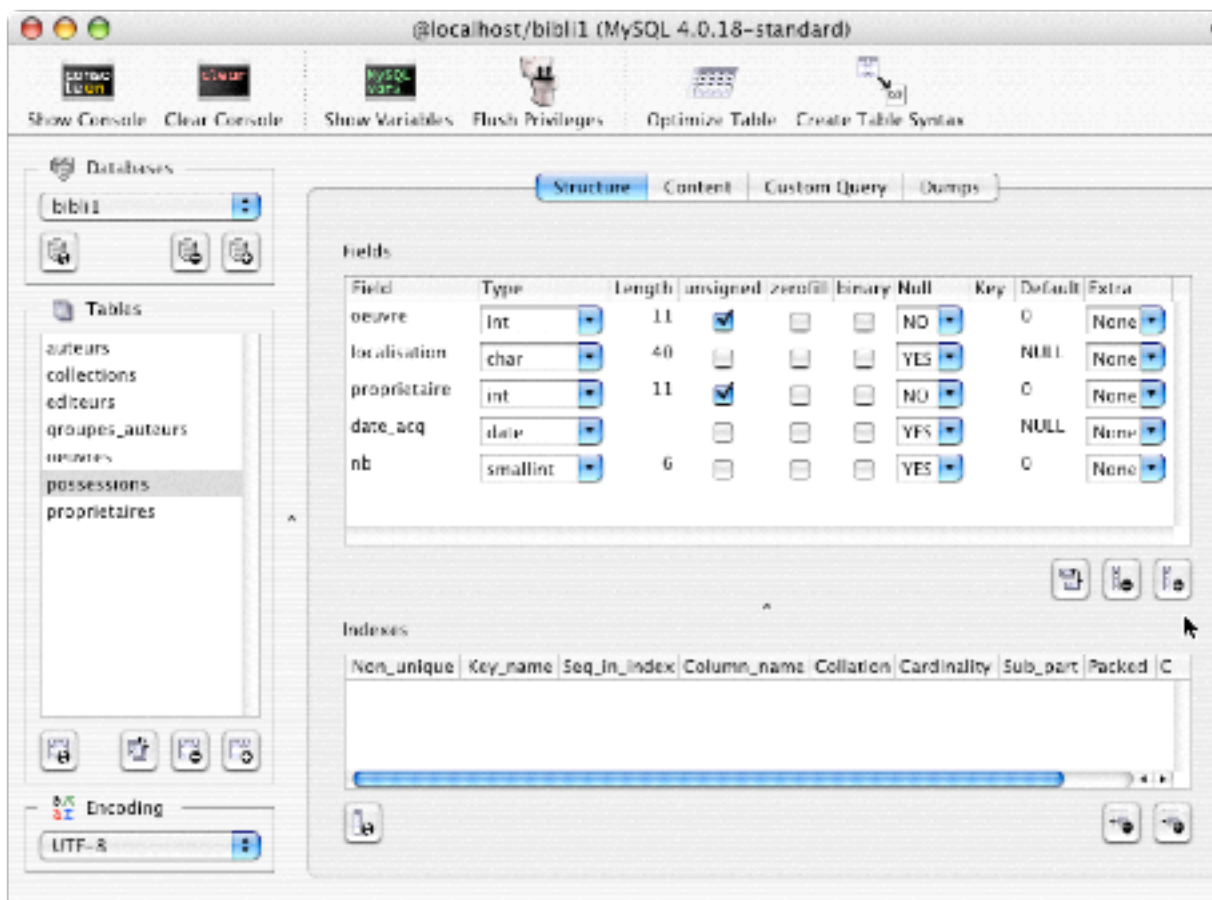 @localhost/bibli1 (MySQL 4.0.18-standard)
clear
MySQL vars
Show Console Clear Console Show Variables Flush Privileges Optimize Table Create Table Syntax
Databases
bibli1
Structure Content Custom Query Dumps
Fields
Field Type Length unsigned zerofill binary Null Key Default Extra
oeuvre int 11 NO 0 None
localisation char 40 YES NULL None
proprietaire int 11 NO 0 None
date_acq date YES NULL None
nb smallint 6 YES 0 None
Tables
auteurs
collections
editeurs
groupes_auteurs
oeuvres
possessions
proprietaires
Indexes
Non_unique Key_name Seq_in_index Column_name Collation Cardinality Sub_part Packed C
Encoding
UTF-8